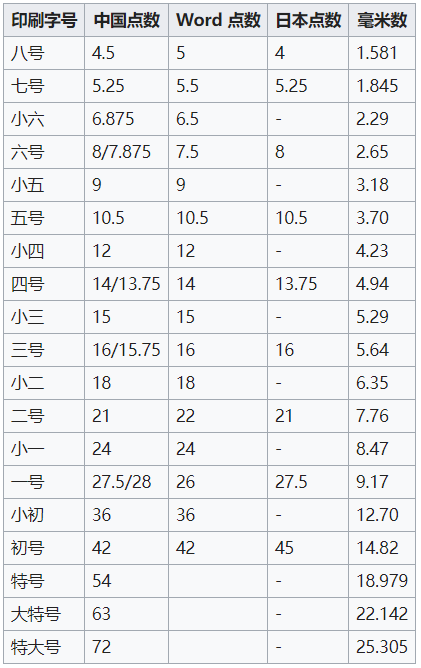 印刷字号 中国点数 Word 点数 日本点数 毫米数
八号 4.5 5 4 1.581
七号 5.25 5.5 5.25 1.845
小六 6.875 6.5 - 2.29
六号 8/7.875 7.5 8 2.65
小五 9 9 - 3.18
五号 10.5 10.5 10.5 3.70
小四 12 12 - 4.23
四号 14/13.75 14 13.75 4.94
小三 15 15 - 5.29
三号 16/15.75 16 16 5.64
小二 18 18 - 6.35
二号 21 22 21 7.76
小一 24 24 - 8.47
一号 27.5/28 26 27.5 9.17
小初 36 36 - 12.70
初号 42 42 45 14.82
特号 54 - 18.979
大特号 63 - 22.142
特大号 72 - 25.305